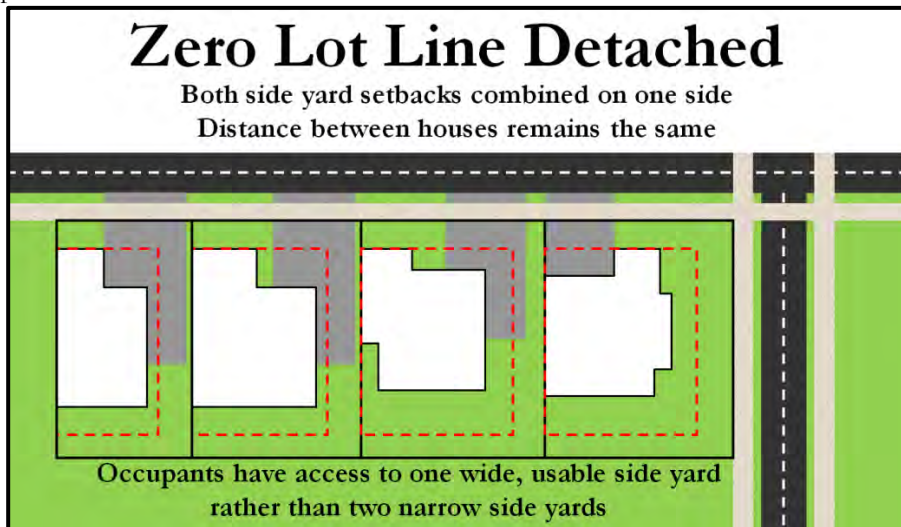 Zero Lot Line Detached
Both side yard setbacks combined on one side
Distance between houses remains the same
Occupants have access to one wide, usable side yard
rather than two narrow side yards